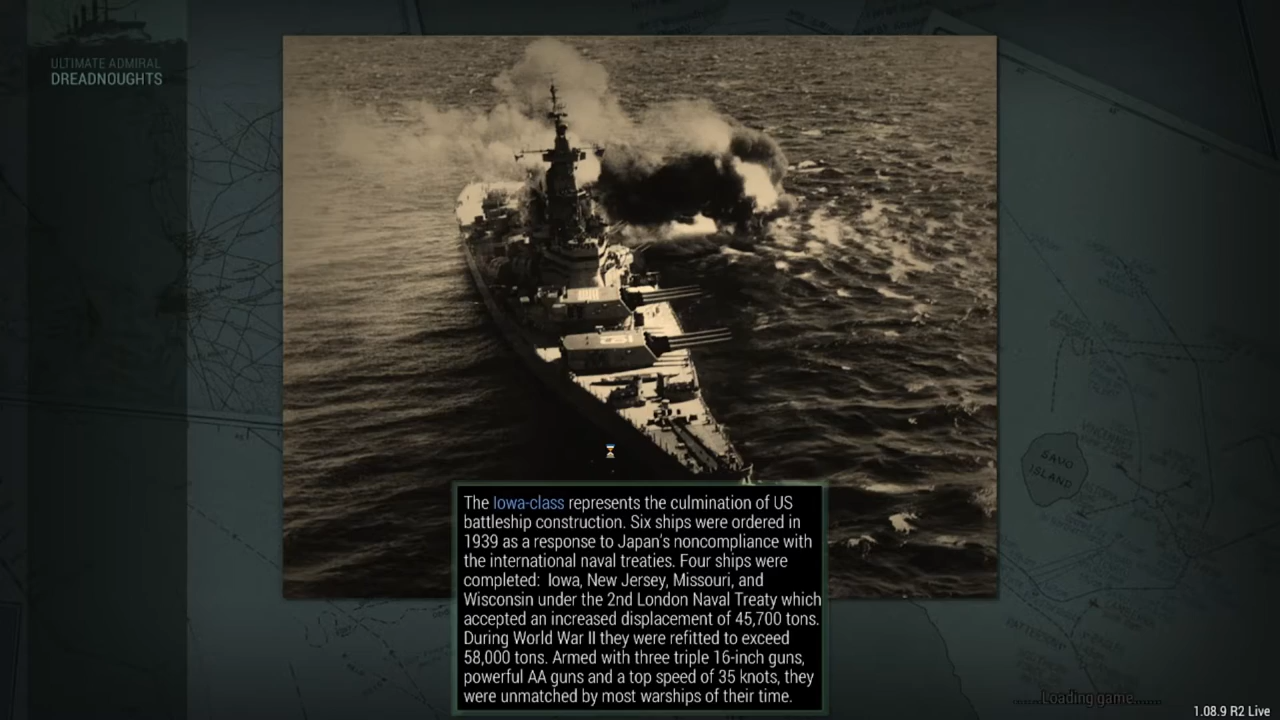 ULTIMATE ADMIRAL
DREADNOUGHTS
The Iowa-class represents the culmination of US
battleship construction. Six ships were ordered in
1939 as a response to Japan's noncompliance with
the international naval treaties. Four ships were
completed:  Iowa, New Jersey, Missouri, and
Wisconsin under the 2nd London Naval Treaty which
accepted an increased displacement of 45,700 tons.
During World War II they were refitted to exceed
58,000 tons. Armed with three triple 16-inch guns,
powerful AA guns and a top speed of 35 knots, they
were unmatched by most warships of their time.
SAVO
ISLAND
......Loading game......
1.08.9 R2 Live